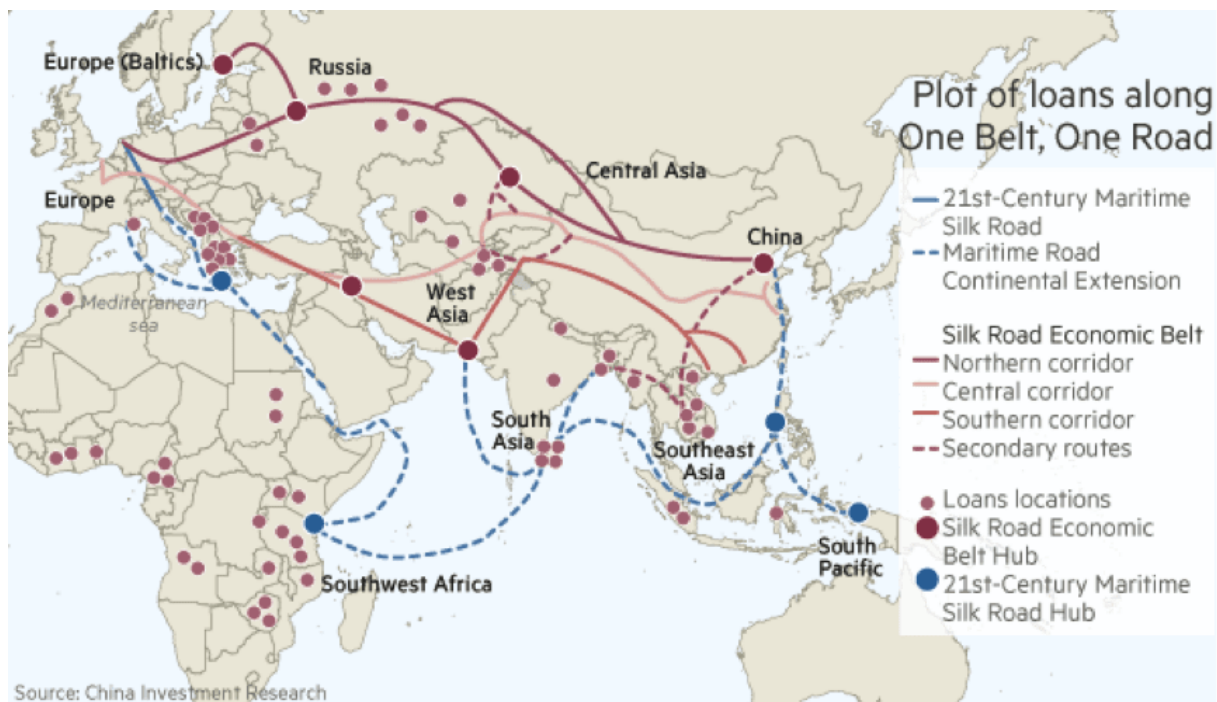 Plot of loans along
One Belt, One Road
21st-Century Maritime
Silk Road
Maritime Road
Continental Extension
Silk Road Economic Belt
Northern corridor
Central corridor
Southern corridor
Secondary routes
Loans locations
Silk Road Economic
Belt Hub
21st-Century Maritime
Silk Road Hub
Europe (Baltics)
Russia
Central Asia
Europe
China
Mediterranean
sea
West
Asia
South
Asia
Southeast
Asia
South
Pacific
Southwest Africa
Source: China Investment Research